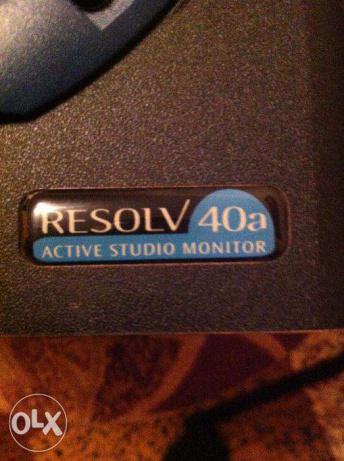 RESOLV 40a
ACTIVE STUDIO MONITOR
OLX